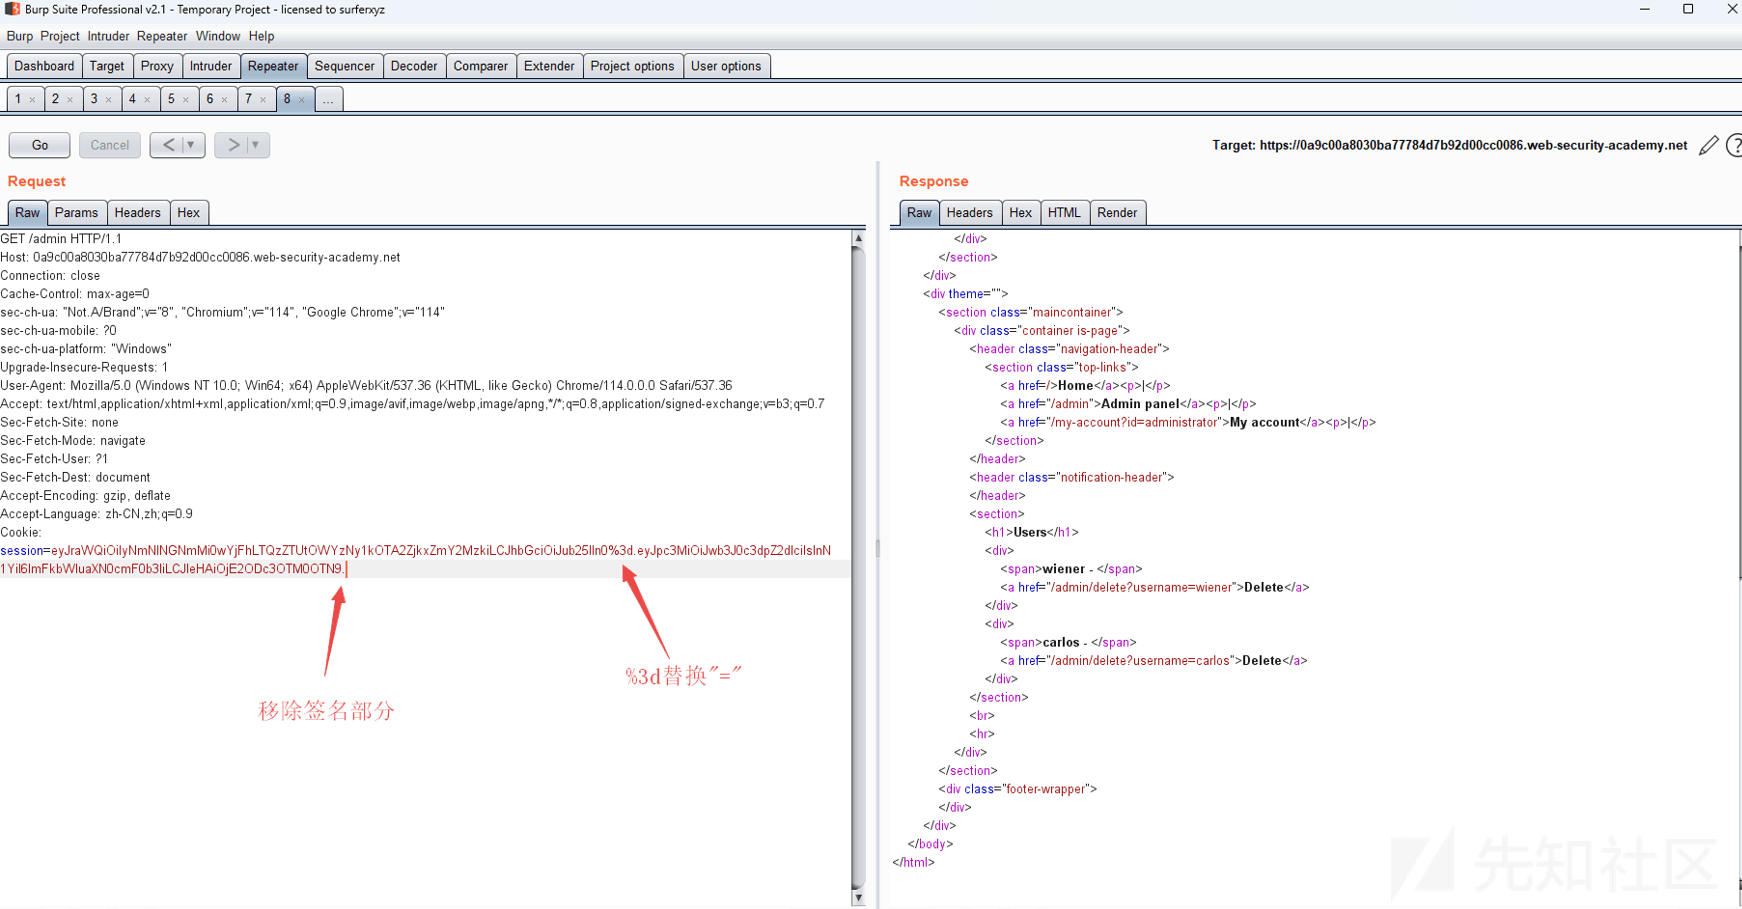 Burp Suite Professional v2.1 - Temporary Project - licensed to surferxyz
Burp Project Intruder Repeater Window Help
Dashboard Target Proxy Intruder Repeater Sequencer Decoder Comparer Extender Project options User options
1 × 2 × 3 × 4 × 5 × 6 × 7 × 8 × ...
Go Cancel < | ▼ > | ▼
Target: https://0a9c00a8030ba77784d7b92d00cc0086.web-security-academy.net
Request
Raw Params Headers Hex
GET /admin HTTP/1.1
Host: 0a9c00a8030ba77784d7b92d00cc0086.web-security-academy.net
Connection: close
Cache-Control: max-age=0
sec-ch-ua: "Not.A/Brand";v="8", "Chromium";v="114", "Google Chrome";v="114"
sec-ch-ua-mobile: ?0
sec-ch-ua-platform: "Windows"
Upgrade-Insecure-Requests: 1
User-Agent: Mozilla/5.0 (Windows NT 10.0; Win64; x64) AppleWebKit/537.36 (KHTML, like Gecko) Chrome/114.0.0.0 Safari/537.36
Accept: text/html,application/xhtml+xml,application/xml;q=0.9,image/avif,image/webp,image/apng,*/*;q=0.8,application/signed-exchange;v=b3;q=0.7
Sec-Fetch-Site: none
Sec-Fetch-Mode: navigate
Sec-Fetch-User: ?1
Sec-Fetch-Dest: document
Accept-Encoding: gzip, deflate
Accept-Language: zh-CN,zh;q=0.9
Cookie:
session=
%3d替换"="
移除签名部分
Response
Raw Headers Hex HTML Render
</div>
</section>
</div>
<div theme="">
<section class="maincontainer">
<div class="container is-page">
<header class="navigation-header">
<section class="top-links">
<a href=/>Home</a><p>|</p>
<a href="/admin">Admin panel</a><p>|</p>
<a href="/my-account?id=administrator">My account</a><p>|</p>
</section>
</header>
<header class="notification-header">
</header>
<section>
<h1>Users</h1>
<div>
<span>wiener - </span>
<a href="/admin/delete?username=wiener">Delete</a>
</div>
<div>
<span>carlos - </span>
<a href="/admin/delete?username=carlos">Delete</a>
</div>
</section>
<br>
<hr>
</div>
</section>
<div class="footer-wrapper">
</div>
</div>
</body>
</html>
先知社区